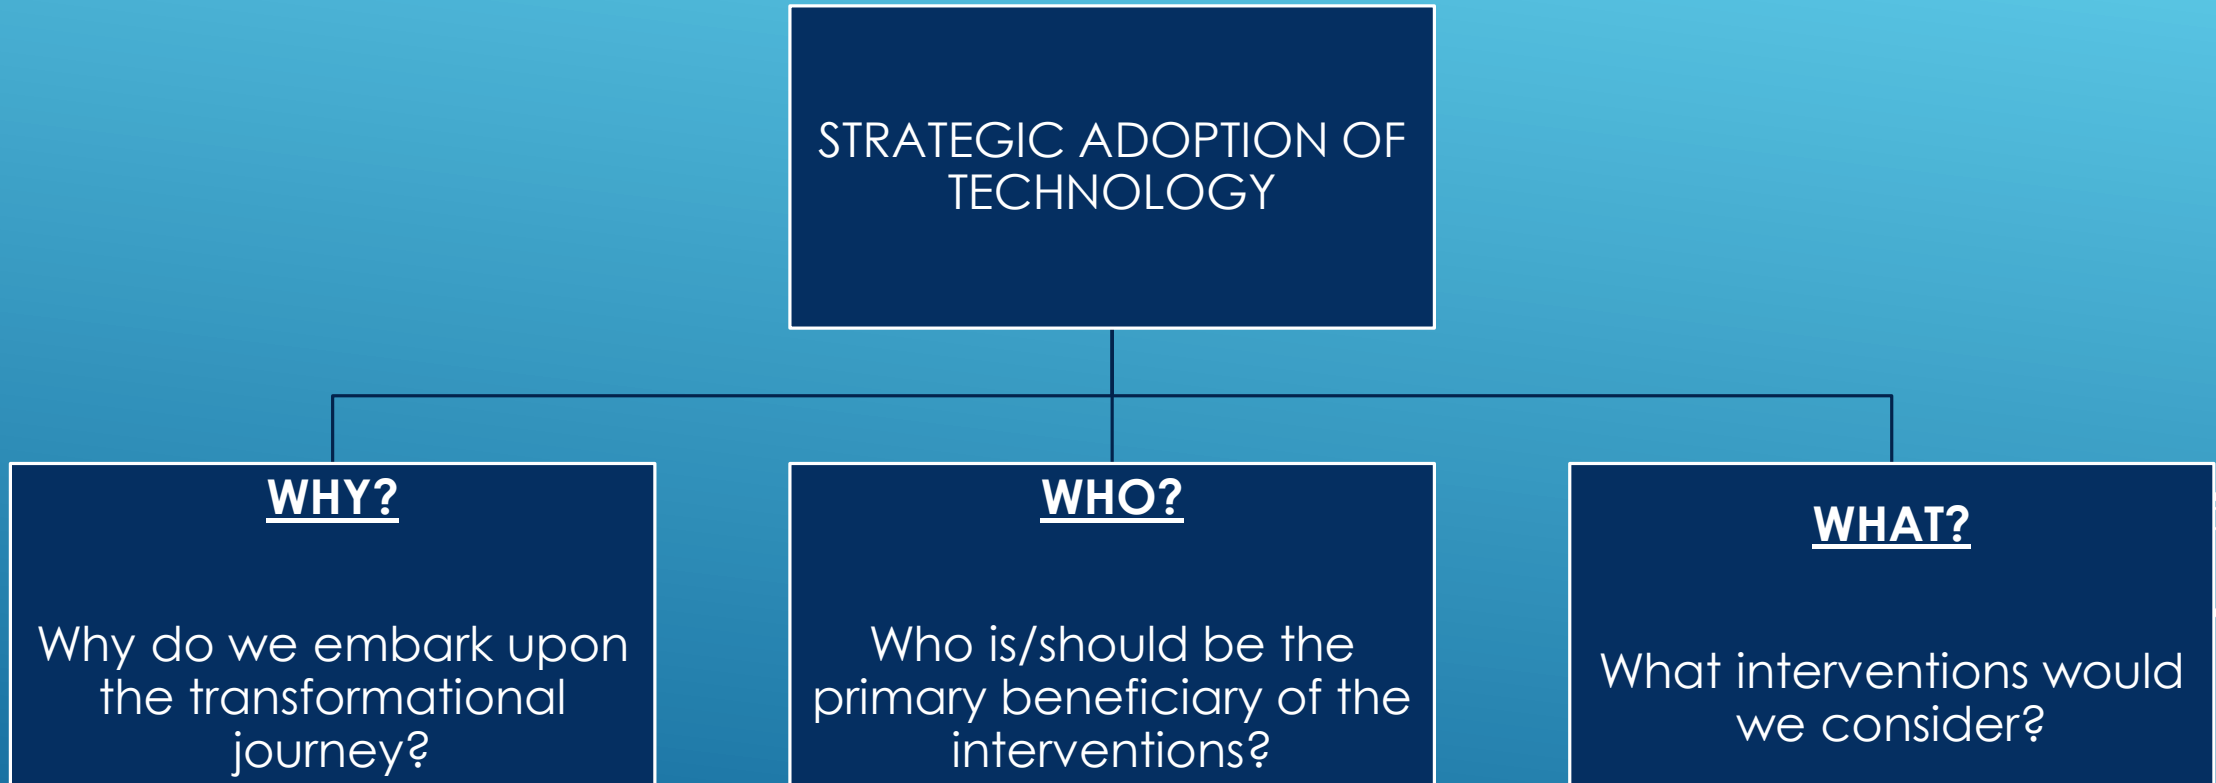 STRATEGIC ADOPTION OF
TECHNOLOGY
WHY?
Why do we embark upon
the transformational
journey?
WHO?
Who is/should be the
primary beneficiary of the
interventions?
WHAT?
What interventions would
we consider?